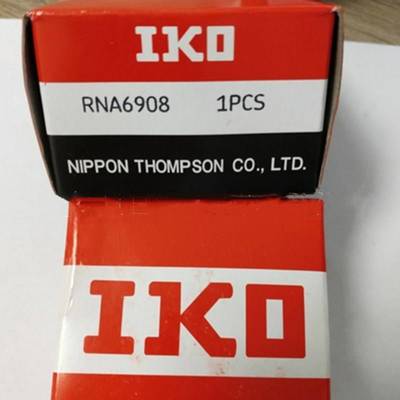 IKO
RNA6908 1PCS
NIPPON THOMPSON CO., LTD.
IKO